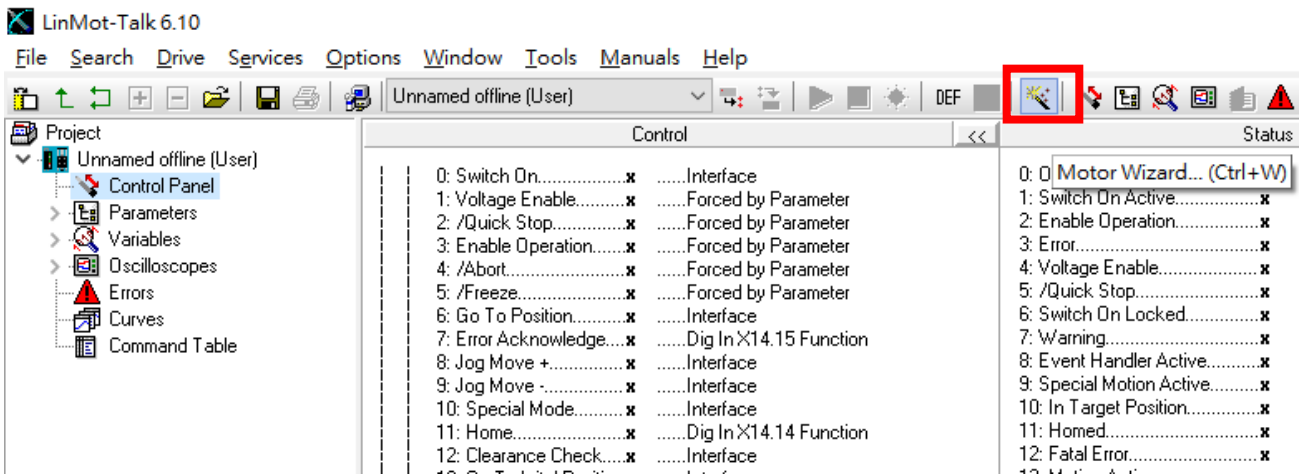 LinMot-Talk 6.10
File Search Drive Services Options Window Tools Manuals Help
Unnamed offline (User) DEF
Project
Unnamed offline (User)
Control Panel
Parameters
Variables
Oscilloscopes
Errors
Curves
Command Table
Control <<
0: Switch On.................x ......Interface
1: Voltage Enable..........x ......Forced by Parameter
2: /Quick Stop...............x ......Forced by Parameter
3: Enable Operation.......x ......Forced by Parameter
4: /Abort........................x ......Forced by Parameter
5: /Freeze......................x ......Forced by Parameter
6: Go To Position...........x ......Interface
7: Error Acknowledge....x ......Dig In X14.15 Function
8: Jog Move +...............x ......Interface
9: Jog Move -................x ......Interface
10: Special Mode..........x ......Interface
11: Home......................x ......Dig In X14.14 Function
12: Clearance Check.....x ......Interface
Status
0: O
Motor Wizard... (Ctrl+W)
1: Switch On Active.................x
2: Enable Operation.................x
3: Error.....................................x
4: Voltage Enable....................x
5: /Quick Stop.........................x
6: Switch On Locked...............x
7: Warning...............................x
8: Event Handler Active...........x
9: Special Motion Active..........x
10: In Target Position..............x
11: Homed...............................x
12: Fatal Error..........................x